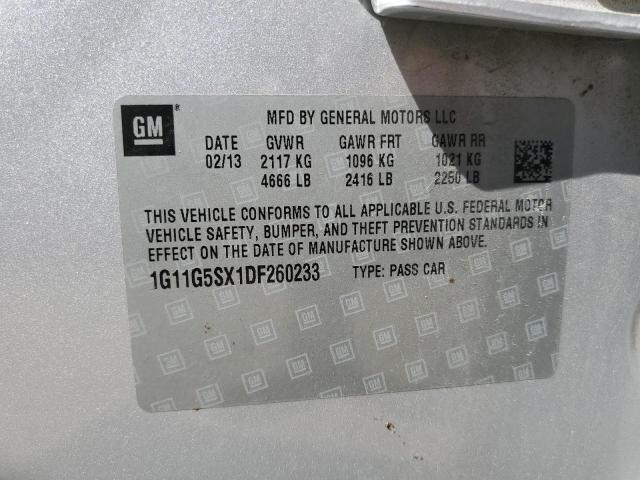 GM
MFD BY GENERAL MOTORS LLC
DATE GVWR GAWR FRT GAWR RR
02/13 2117 KG 1096 KG 1021 KG
4666 LB 2416 LB 2250 LB
THIS VEHICLE CONFORMS TO ALL APPLICABLE U.S. FEDERAL MOTOR
VEHICLE SAFETY, BUMPER, AND THEFT PREVENTION STANDARDS IN
EFFECT ON THE DATE OF MANUFACTURE SHOWN ABOVE.
1G11G5SX1DF260233 TYPE: PASS CAR